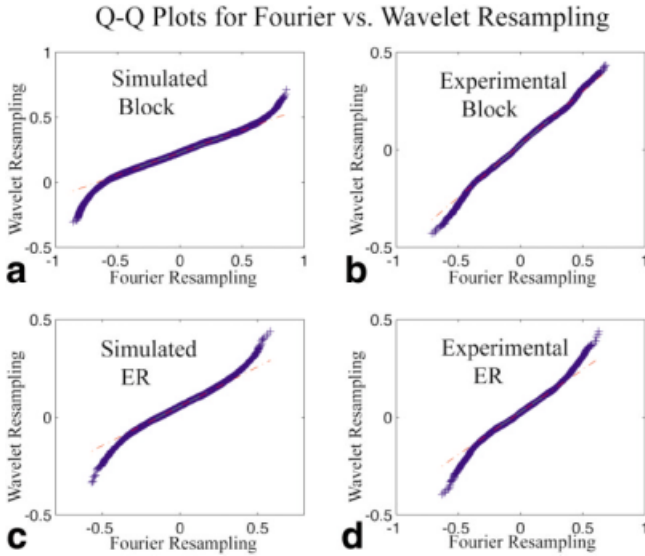 Q-Q Plots for Fourier vs. Wavelet Resampling
Simulated
Block
Wavelet Resampling
1
0.5
0
-0.5
-1
-0.5
0
0.5
1
Fourier Resampling
a
Experimental
Block
Wavelet Resampling
0.5
0
-0.5
-1
-0.5
0
0.5
1
Fourier Resampling
b
Simulated
ER
Wavelet Resampling
0.5
0
-0.5
-0.5
0
0.5
Fourier Resampling
c
Experimental
ER
Wavelet Resampling
0.5
0
-0.5
-1
-0.5
0
0.5
1
Fourier Resampling
d